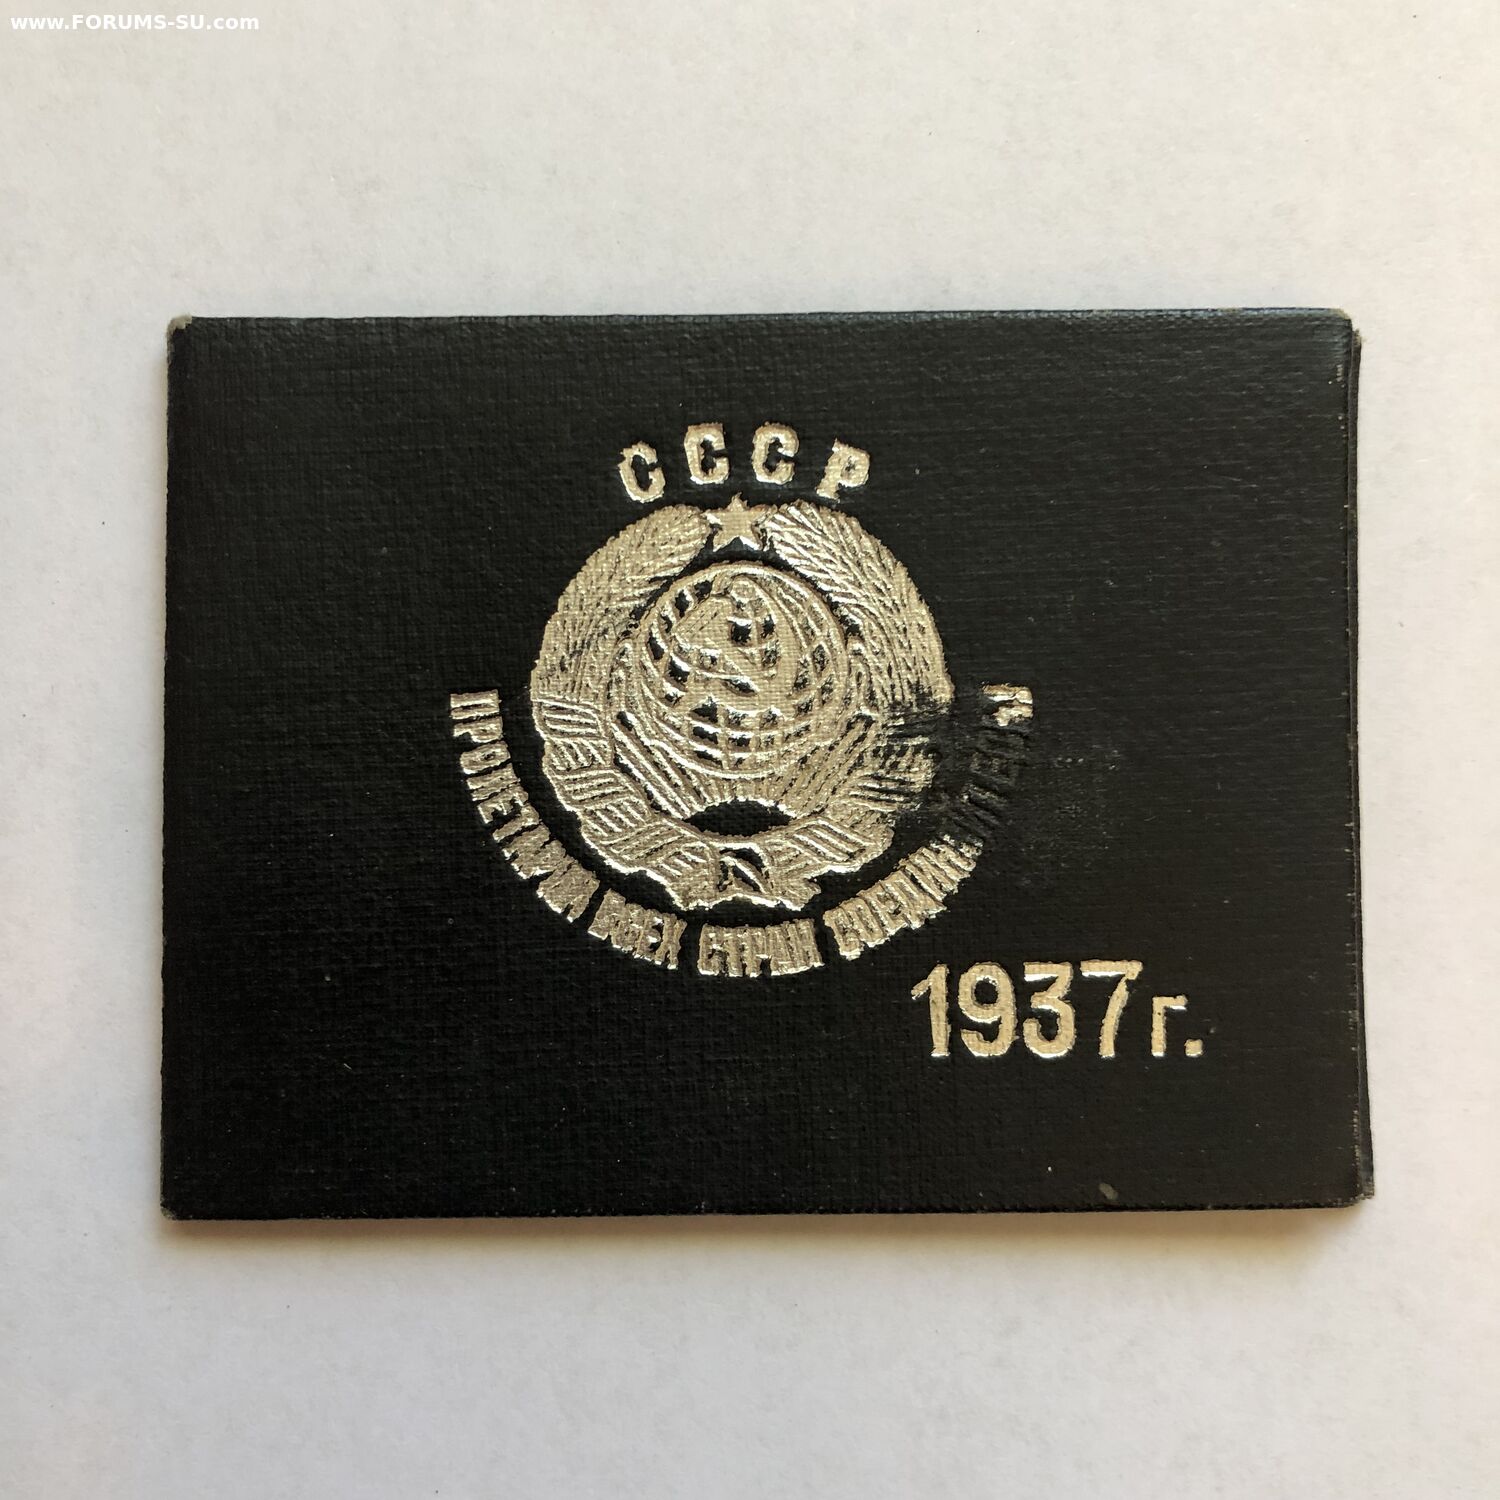 www.FORUMS-SU.com
СССР
ПРОЛЕТАРИИ ВСЕХ СТРАН СОЕДИНЯЙТЕСЬ
1937г.